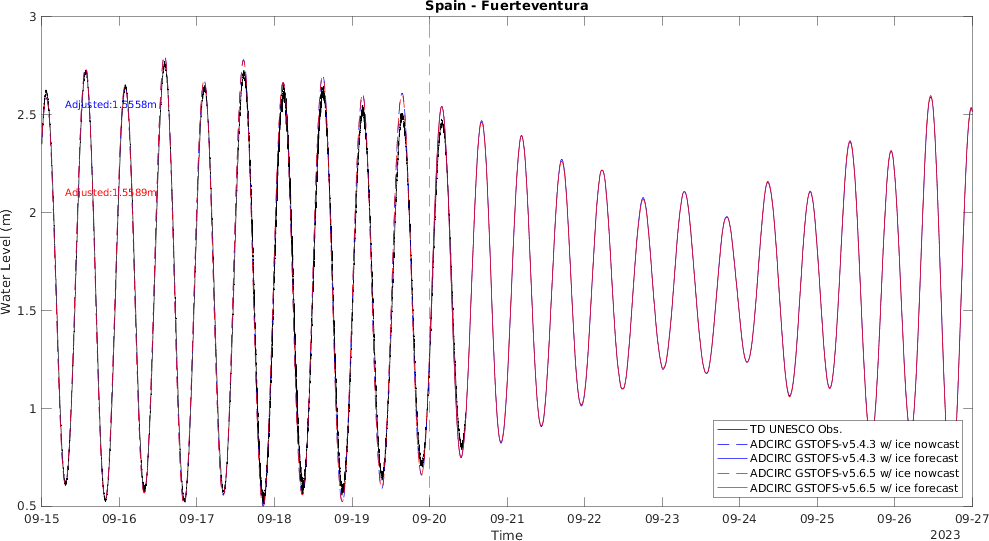 Spain - Fuerteventura
3
2.5
2
1.5
1
0.5
Water Level (m)
Adjusted:1.5558m
Adjusted:1.5589m
TD UNESCO Obs.
ADCIRC GSTOFS-v5.4.3 w/ ice nowcast
ADCIRC GSTOFS-v5.4.3 w/ ice forecast
ADCIRC GSTOFS-v5.6.5 w/ ice nowcast
ADCIRC GSTOFS-v5.6.5 w/ ice forecast
09-15 09-16 09-17 09-18 09-19 09-20 09-21 09-22 09-23 09-24 09-25 09-26 09-27
Time
2023